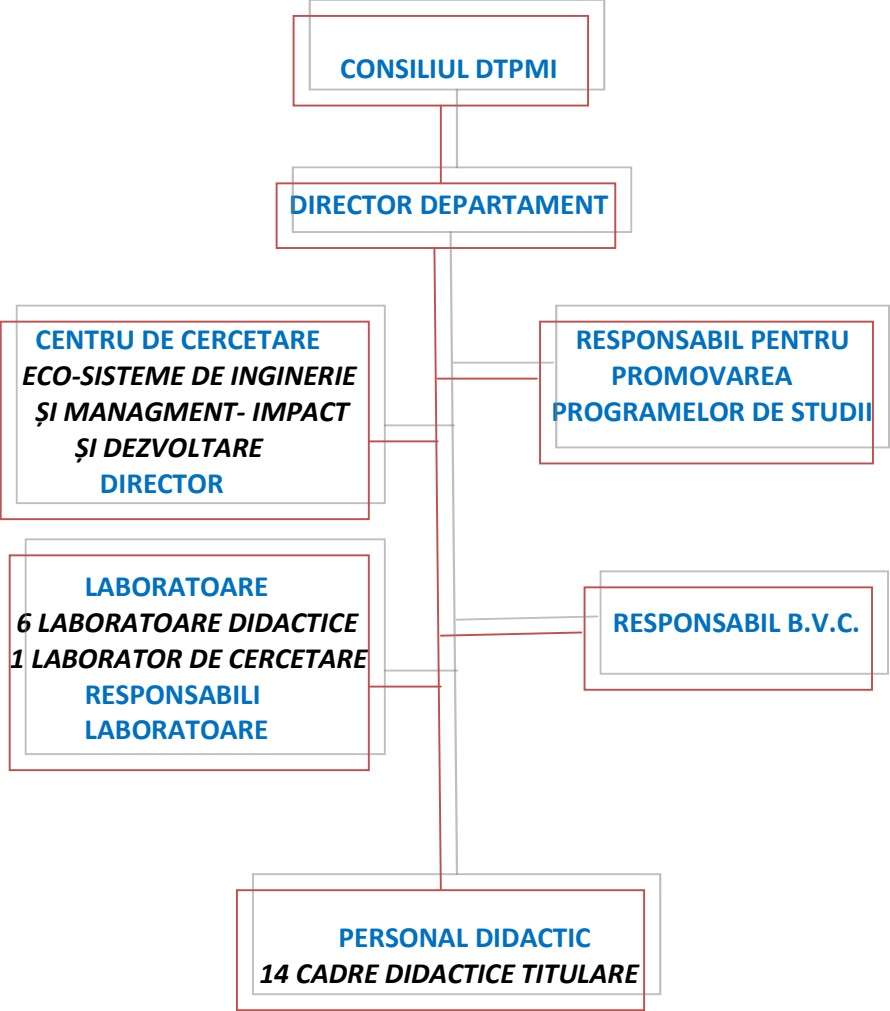 CONSILIUL DTPMI
DIRECTOR DEPARTAMENT
CENTRU DE CERCETARE
ECO-SISTEME DE INGINERIE
ȘI MANAGMENT- IMPACT
ȘI DEZVOLTARE
DIRECTOR
RESPONSABIL PENTRU
PROMOVAREA
PROGRAMELOR DE STUDII
LABORATOARE
6 LABORATOARE DIDACTICE
1 LABORATOR DE CERCETARE
RESPONSABILI
LABORATOARE
RESPONSABIL B.V.C.
PERSONAL DIDACTIC
14 CADRE DIDACTICE TITULARE